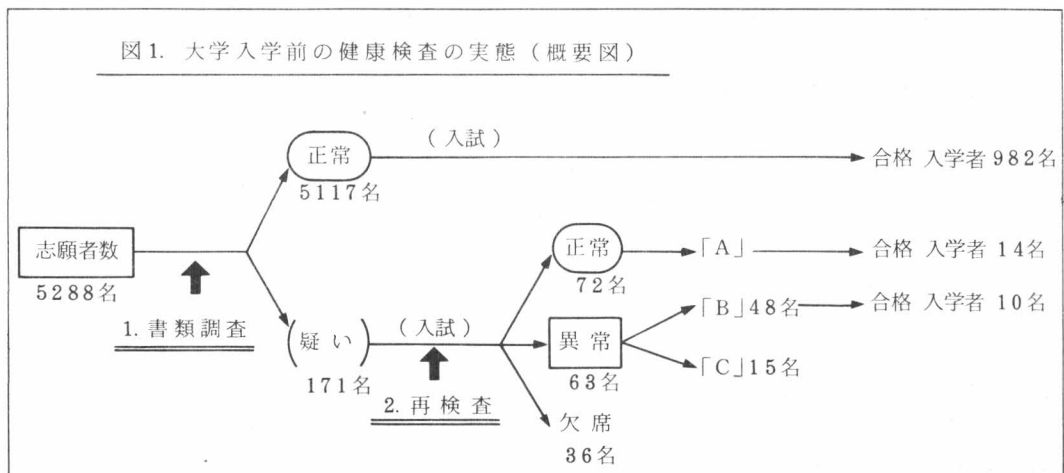 図1. 大学入学前の健康検査の実態(概要図)
(入試)
正常
5117名
合格 入学者 982名
志願者数
5288名
1. 書類調査
(疑い)
171名
(入試)
2. 再検査
正常
72名
「A」
合格 入学者 14名
異常
63名
「B」48名
合格 入学者 10名
「C」15名
欠席
36名